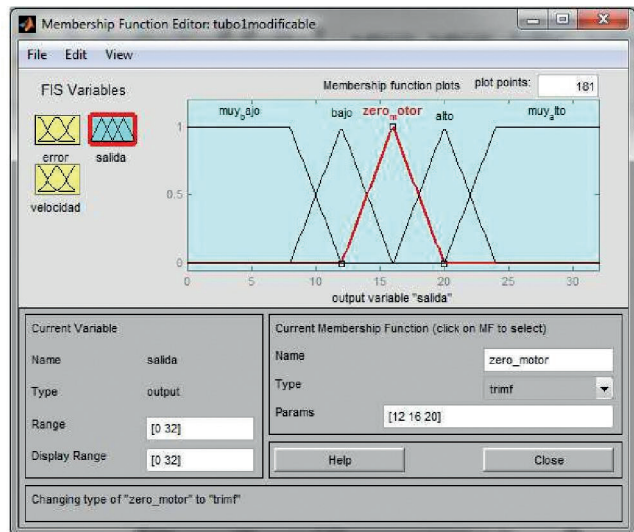 Membership Function Editor: tubo1modificable
File Edit View
FIS Variables
error
salida
velocidad
Membership function plots
plot points:
181
muy_bajo
bajo
zero_motor
alto
muy_alto
1
0.5
0
0 5 10 15 20 25 30
output variable "salida"
Current Variable
Name salida
Type output
Range [0 32]
Display Range [0 32]
Current Membership Function (click on MF to select)
Name zero_motor
Type trimf
Params [12 16 20]
Help Close
Changing type of "zero_motor" to "trimf"